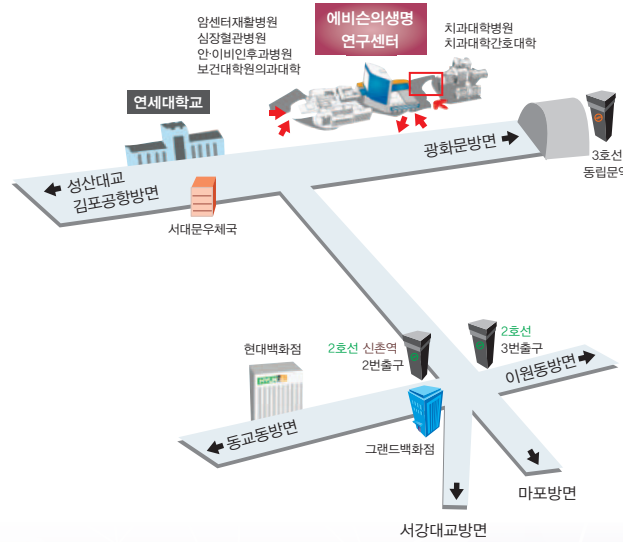 암센터재활병원
심장혈관병원
안·이비인후과병원
보건대학원의과대학
에비슨의생명
연구센터
치과대학병원
치과대학간호대학
연세대학교
광화문방면
3호선
동립문역
성산대교
김포공항방면
서대문우체국
현대백화점
2호선 신촌역
2번출구
2호선
3번출구
이원동방면
동교동방면
그랜드백화점
마포방면
서강대교방면